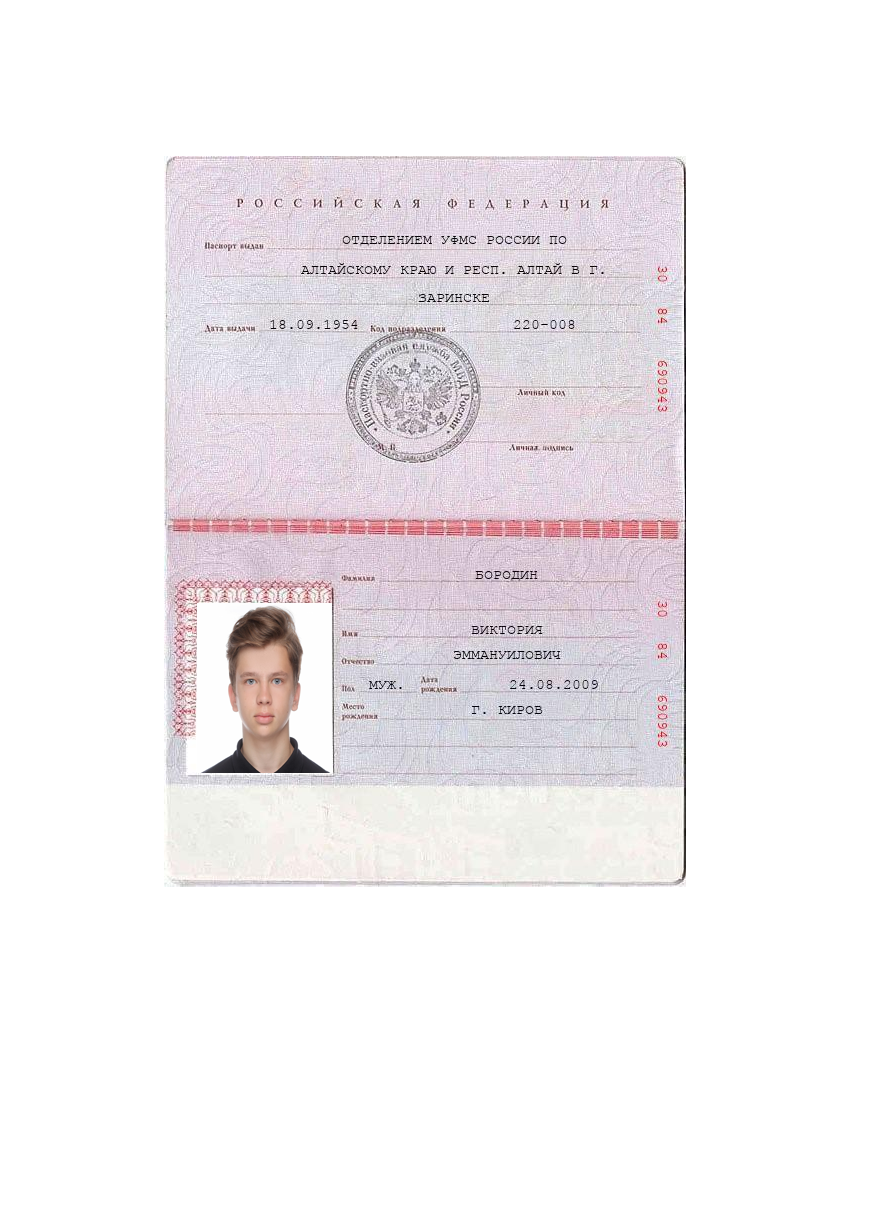 РОССИЙСКАЯ ФЕДЕРАЦИЯ
Паспорт выдан ОТДЕЛЕНИЕМ УФМС РОССИИ ПО
АЛТАЙСКОМУ КРАЮ И РЕСП. АЛТАЙ В Г.
ЗАРИНСКЕ
Дата выдачи 18.09.1954 Код подразделения 220-008
Паспортно-визовая служба МВД России
Личный код
М.П. Личная подпись
30 84 690943
Фамилия БОРОДИН
Имя ВИКТОРИЯ
Отчество ЭММАНУИЛОВИЧ
Пол МУЖ. Дата рождения 24.08.2009
Место рождения Г. КИРОВ
30 84 690943